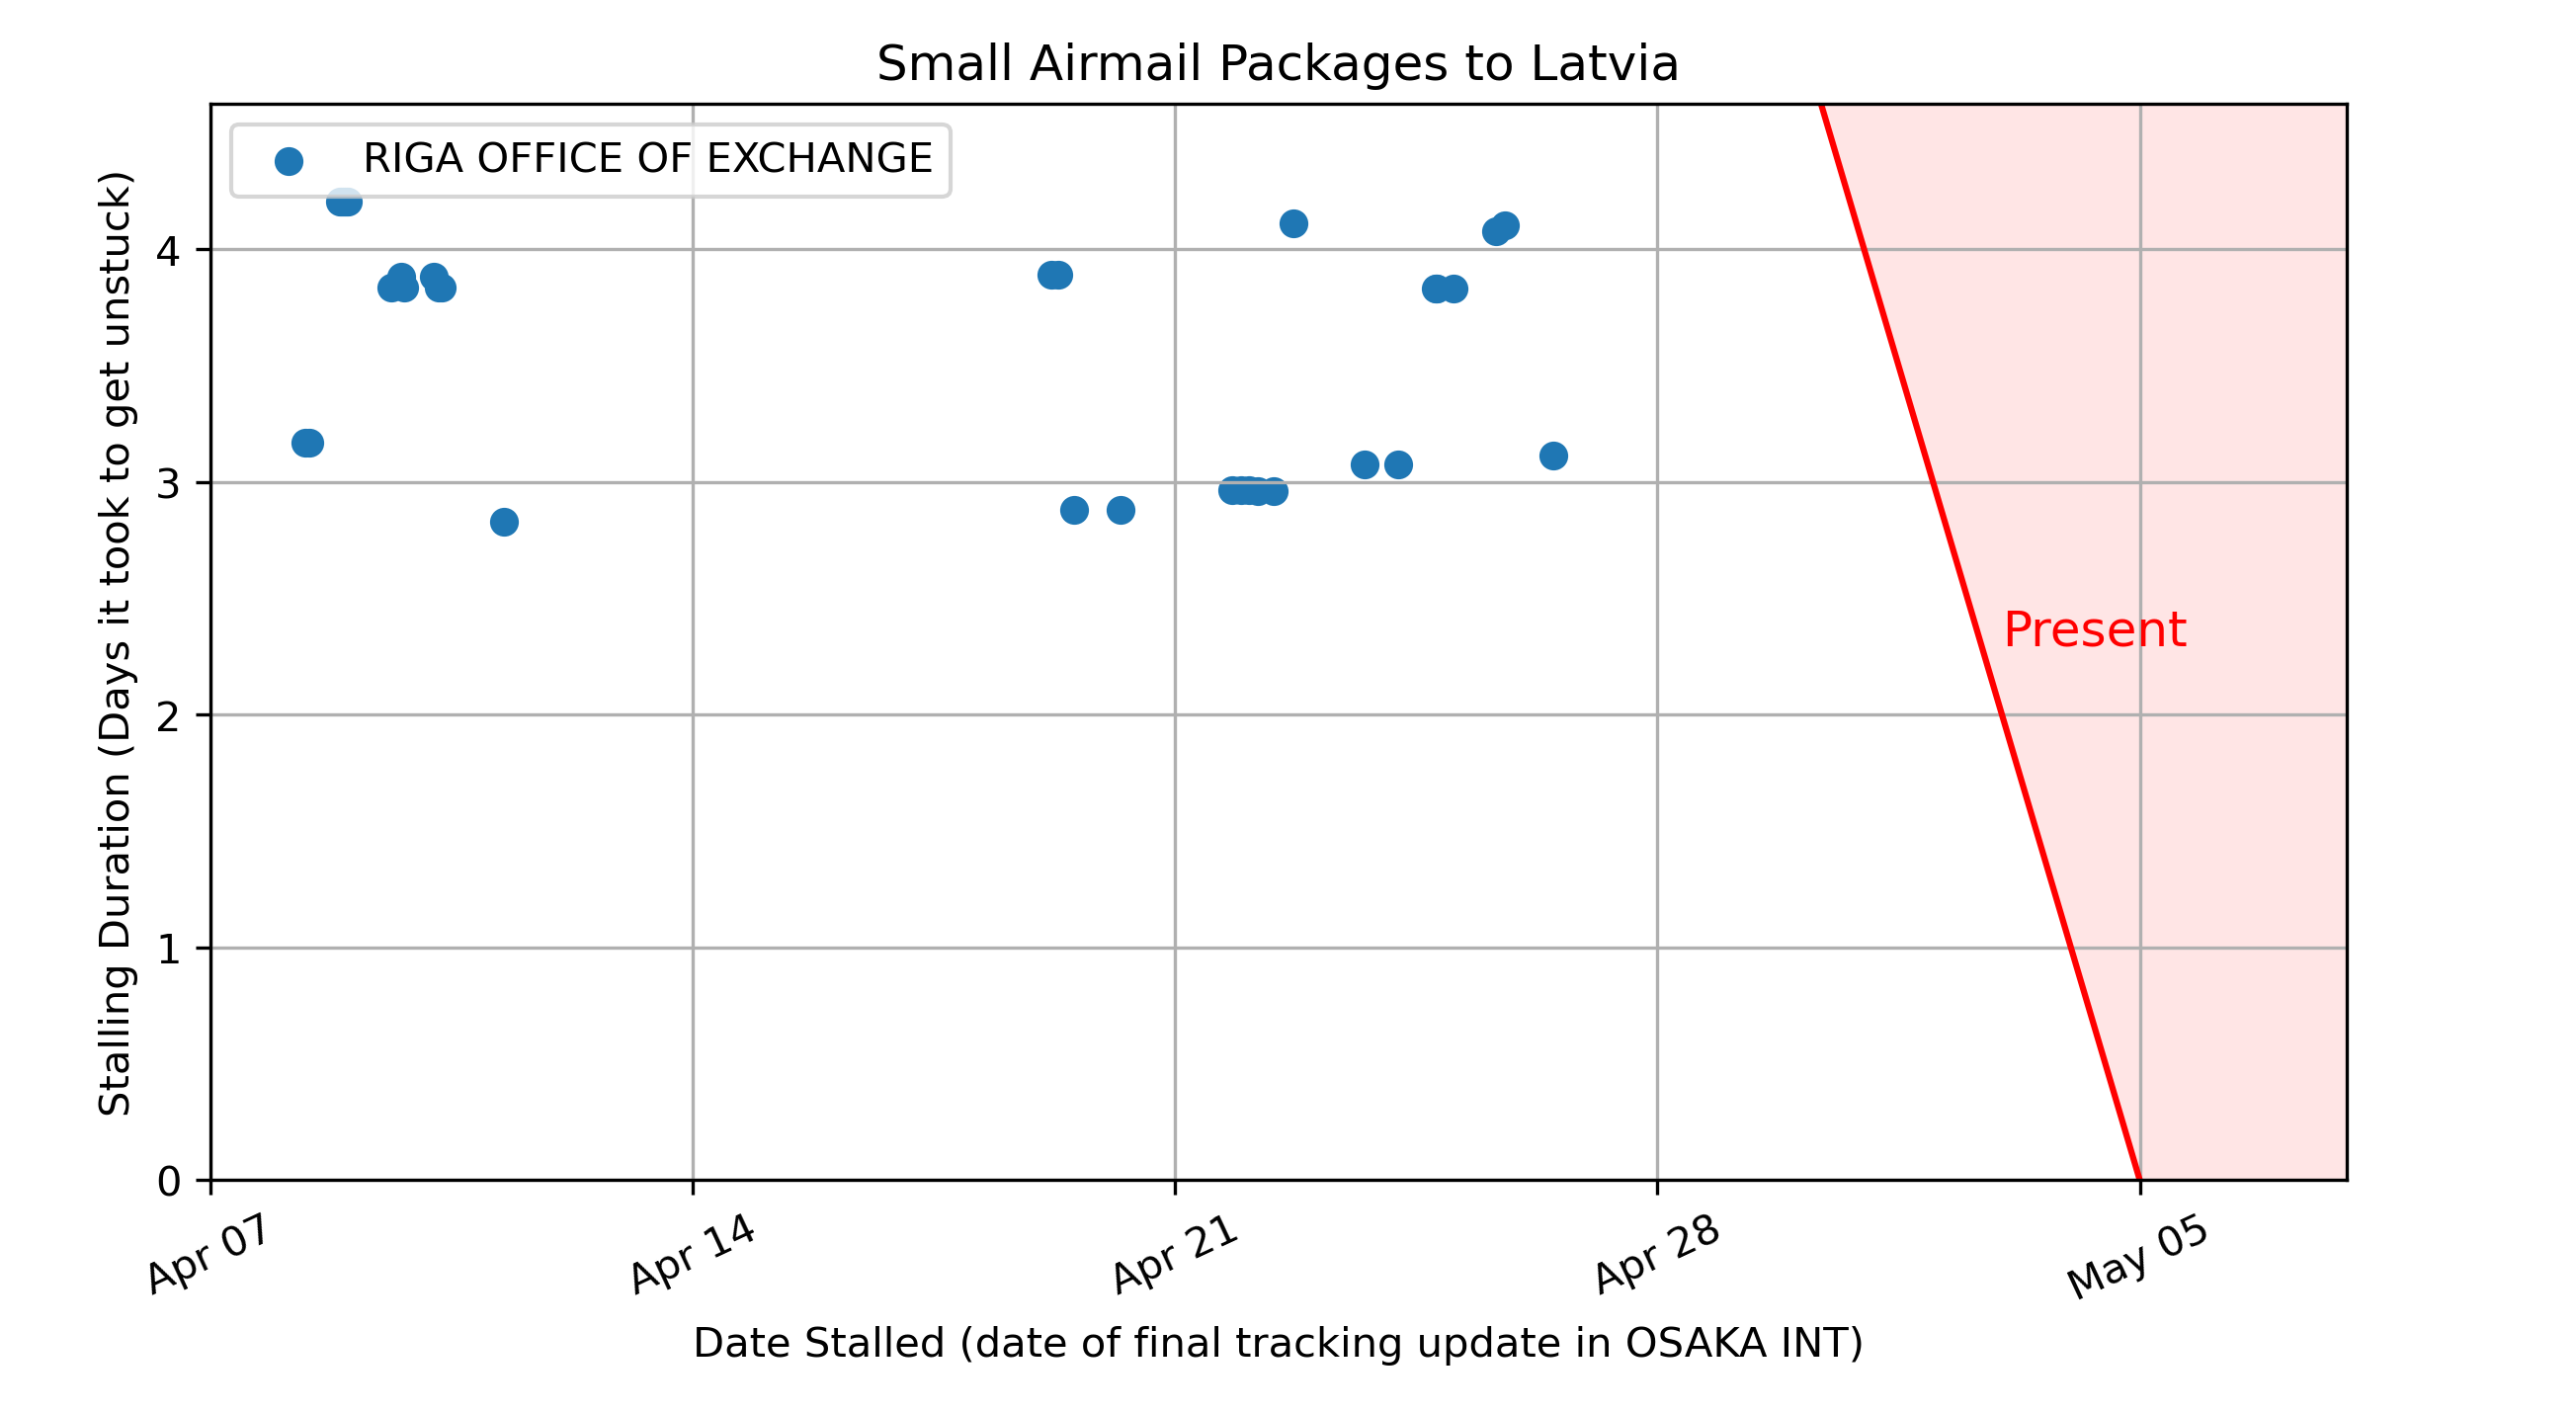 Small Airmail Packages to Latvia
RIGA OFFICE OF EXCHANGE
Stalling Duration (Days it took to get unstuck)
4
3
2
1
0
Present
Apr 07
Apr 14
Apr 21
Apr 28
May 05
Date Stalled (date of final tracking update in OSAKA INT)